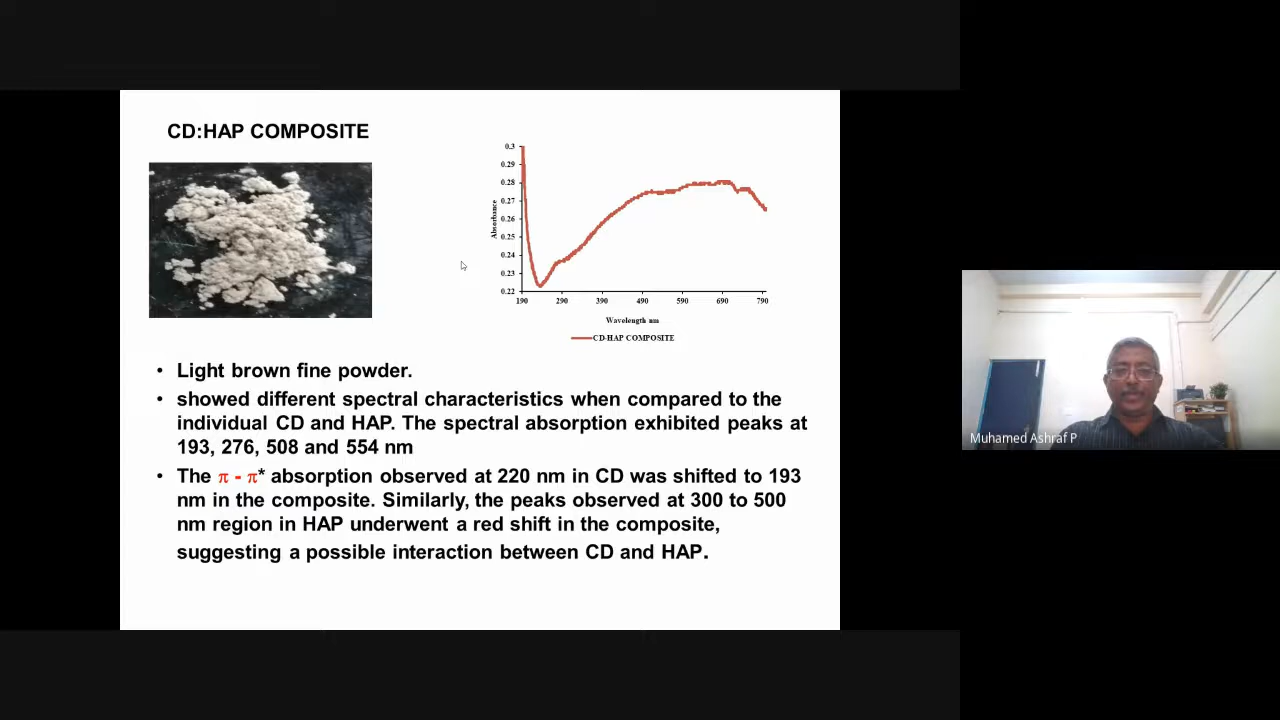 CD:HAP COMPOSITE
0.3
0.29
0.28
0.27
0.26
0.25
0.24
0.23
0.22
Absorbance
190 290 390 490 590 690 790
Wavelength nm
CD-HAP COMPOSITE
• Light brown fine powder.
• showed different spectral characteristics when compared to the
individual CD and HAP. The spectral absorption exhibited peaks at
193, 276, 508 and 554 nm
• The π - π* absorption observed at 220 nm in CD was shifted to 193
nm in the composite. Similarly, the peaks observed at 300 to 500
nm region in HAP underwent a red shift in the composite,
suggesting a possible interaction between CD and HAP.
Muhamed Ashraf P